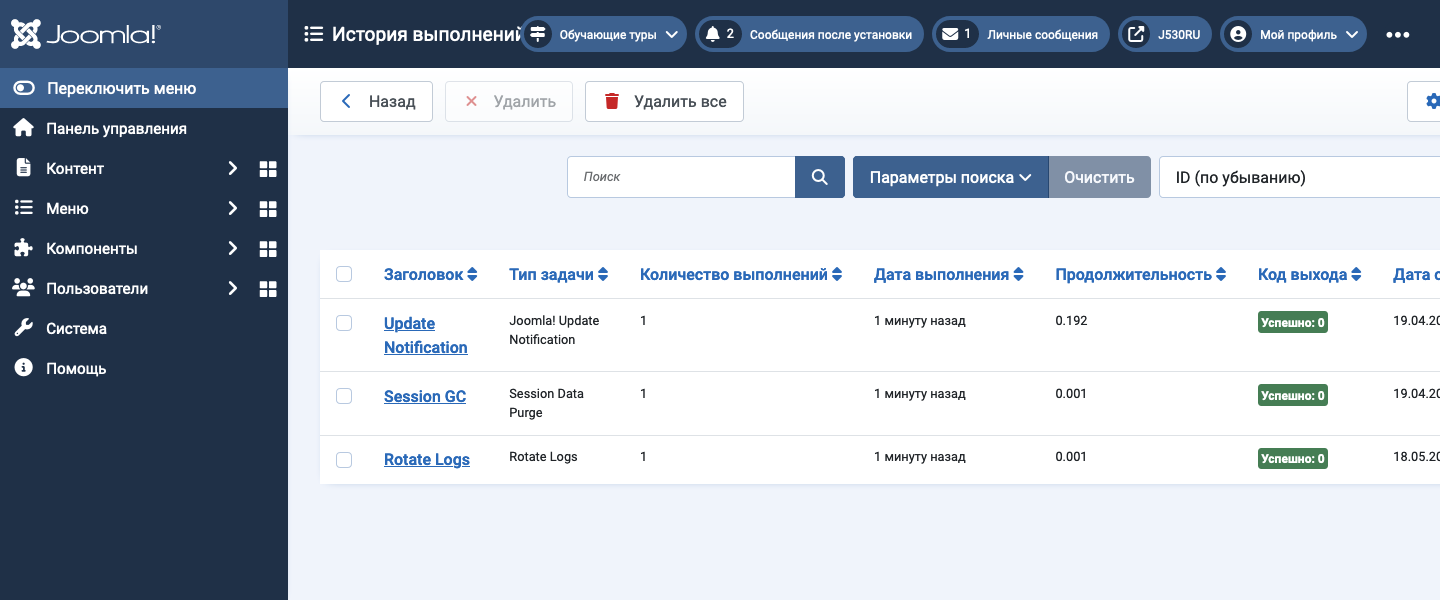 Joomla!®
История выполнений
Обучающие туры
2 Сообщения после установки
1 Личные сообщения
J530RU
Мой профиль
Переключить меню
Панель управления
Контент
Меню
Компоненты
Пользователи
Система
Помощь
Назад
Удалить
Удалить все
Поиск
Параметры поиска
Очистить
ID (по убыванию)
Заголовок Тип задачи Количество выполнений Дата выполнения Продолжительность Код выхода Дата
Update Joomla! Update 1 1 минуту назад 0.192 Успешно: 0 19.04.20
Notification Notification
Session GC Session Data 1 1 минуту назад 0.001 Успешно: 0 19.04.20
Purge
Rotate Logs Rotate Logs 1 1 минуту назад 0.001 Успешно: 0 18.05.20